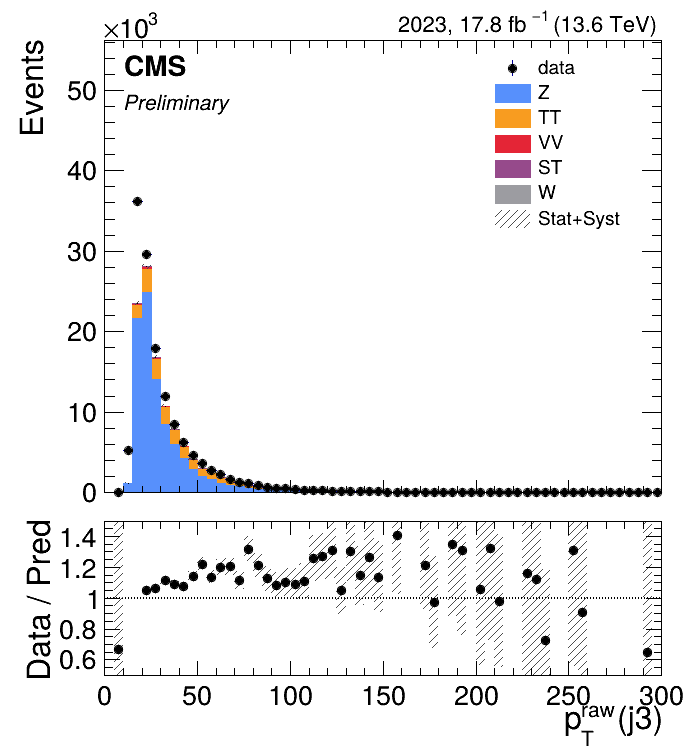 ×10³
2023, 17.8 fb⁻¹ (13.6 TeV)
CMS
Preliminary
Events
50
40
30
20
10
0
data
Z
TT
VV
ST
W
Stat+Syst
Data / Pred
1.4
1.2
1
0.8
0.6
0 50 100 150 200 250 300
p_T^raw(j3)